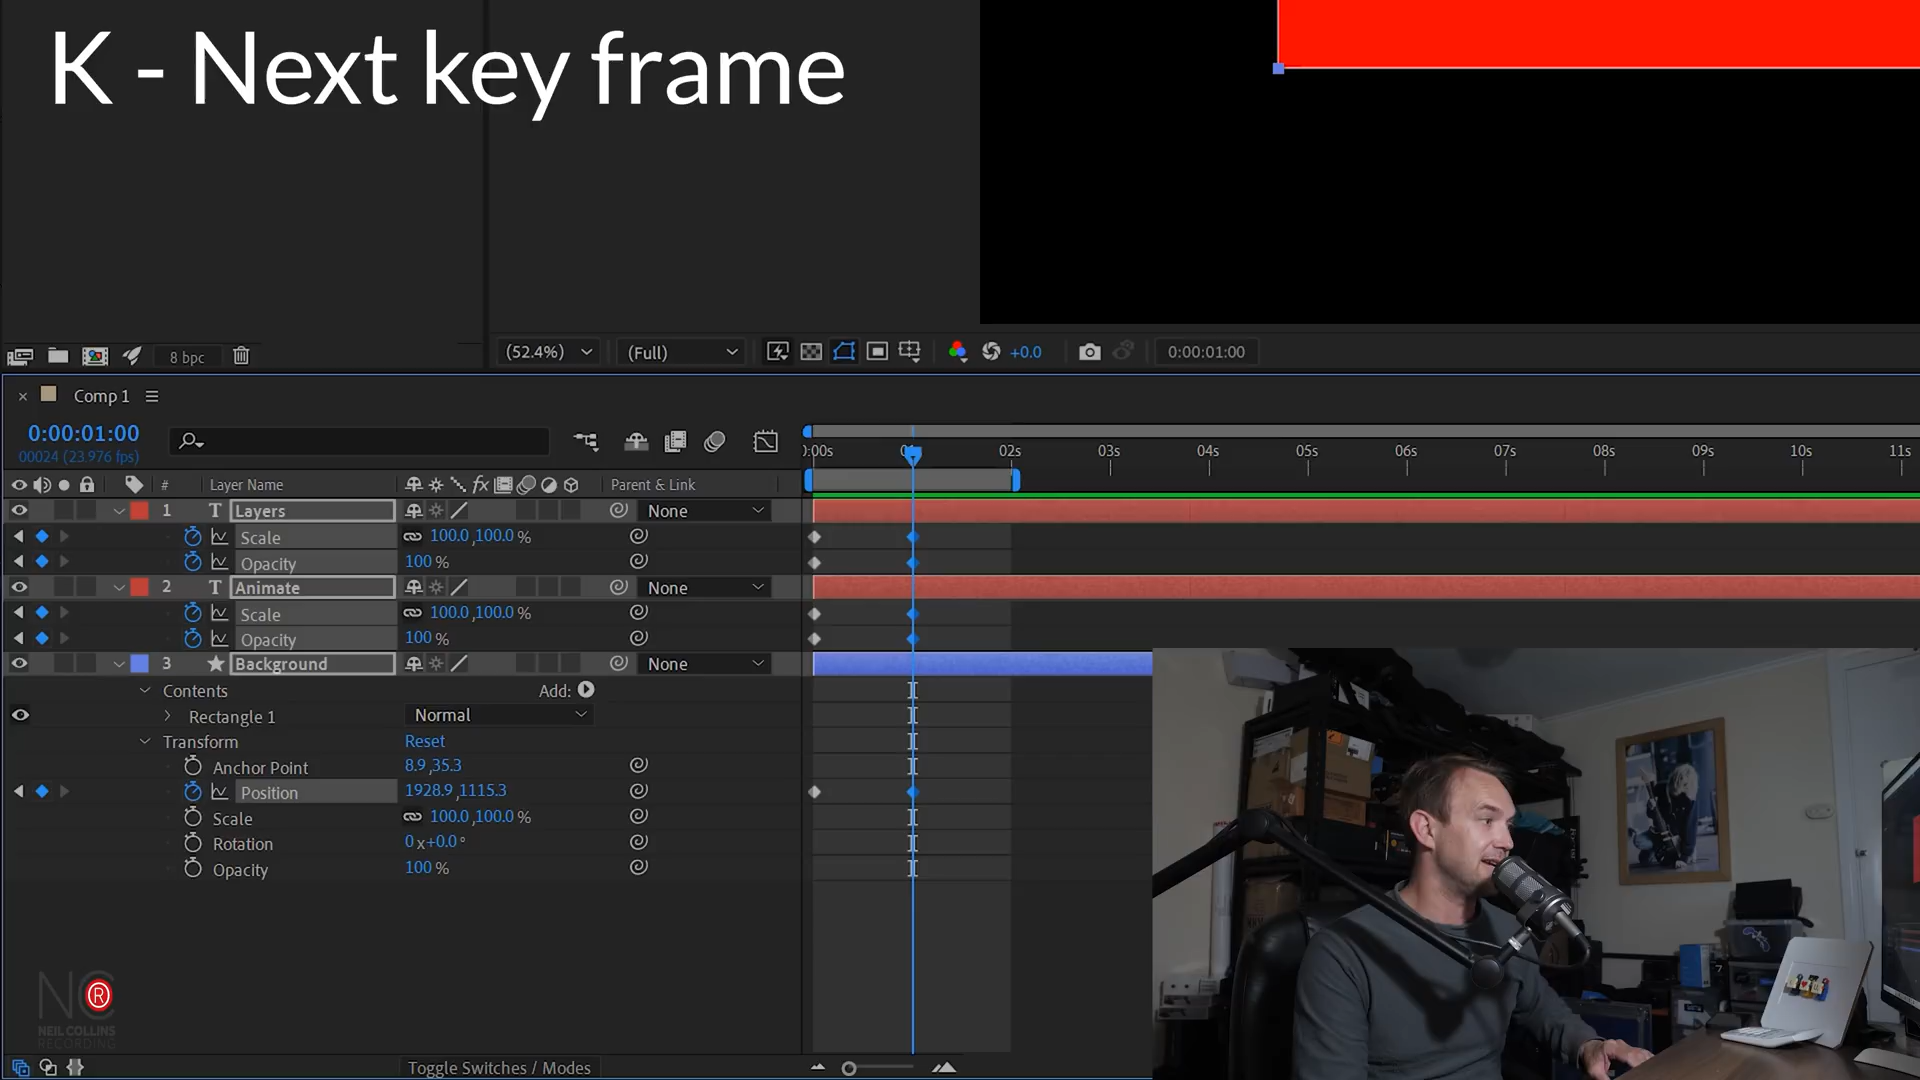 K - Next key frame
8 bpc
(52.4%)
(Full)
+0.0
0:00:01:00
Comp 1
0:00:01:00
00024 (23.976 fps)
:00s
02s
03s
04s
05s
06s
07s
08s
09s
10s
11s
#
Layer Name
fx
Parent & Link
1
T
Layers
None
Scale
100.0,100.0 %
Opacity
100 %
2
T
Animate
None
Scale
100.0,100.0 %
Opacity
100 %
3
Background
None
Contents
Add:
Rectangle 1
Normal
Transform
Reset
Anchor Point
8.9,35.3
Position
1928.9,1115.3
Scale
100.0,100.0 %
Rotation
0x+0.0°
Opacity
100 %
NC
R
NEIL COLLINS
RECORDING
Toggle Switches / Modes